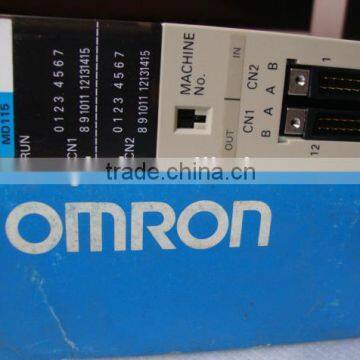 MD115
RUN
0 1 2 3 4 5 6 7
CN1
8 9 10 11 12 13 14 15
0 1 2 3 4 5 6 7
CN2
8 9 10 11 12 13 14 15
MACHINE
No.
OUT
IN
CN1
CN2
B A A B
1
12
trade.china.cn
OMRON